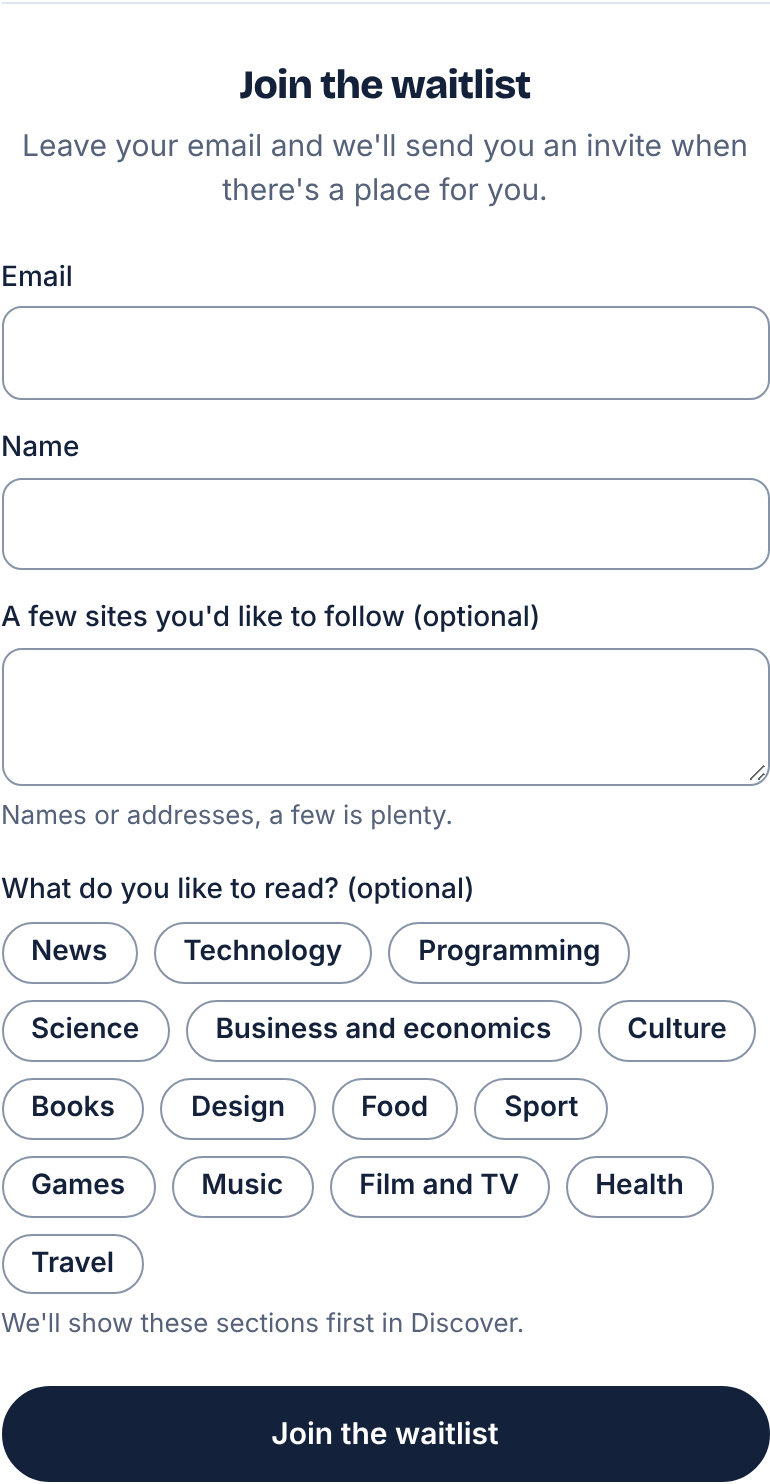 Join the waitlist
Leave your email and we'll send you an invite when
there's a place for you.
Email
Name
A few sites you'd like to follow (optional)
Names or addresses, a few is plenty.
What do you like to read? (optional)
News Technology Programming
Science Business and economics Culture
Books Design Food Sport
Games Music Film and TV Health
Travel
We'll show these sections first in Discover.
Join the waitlist